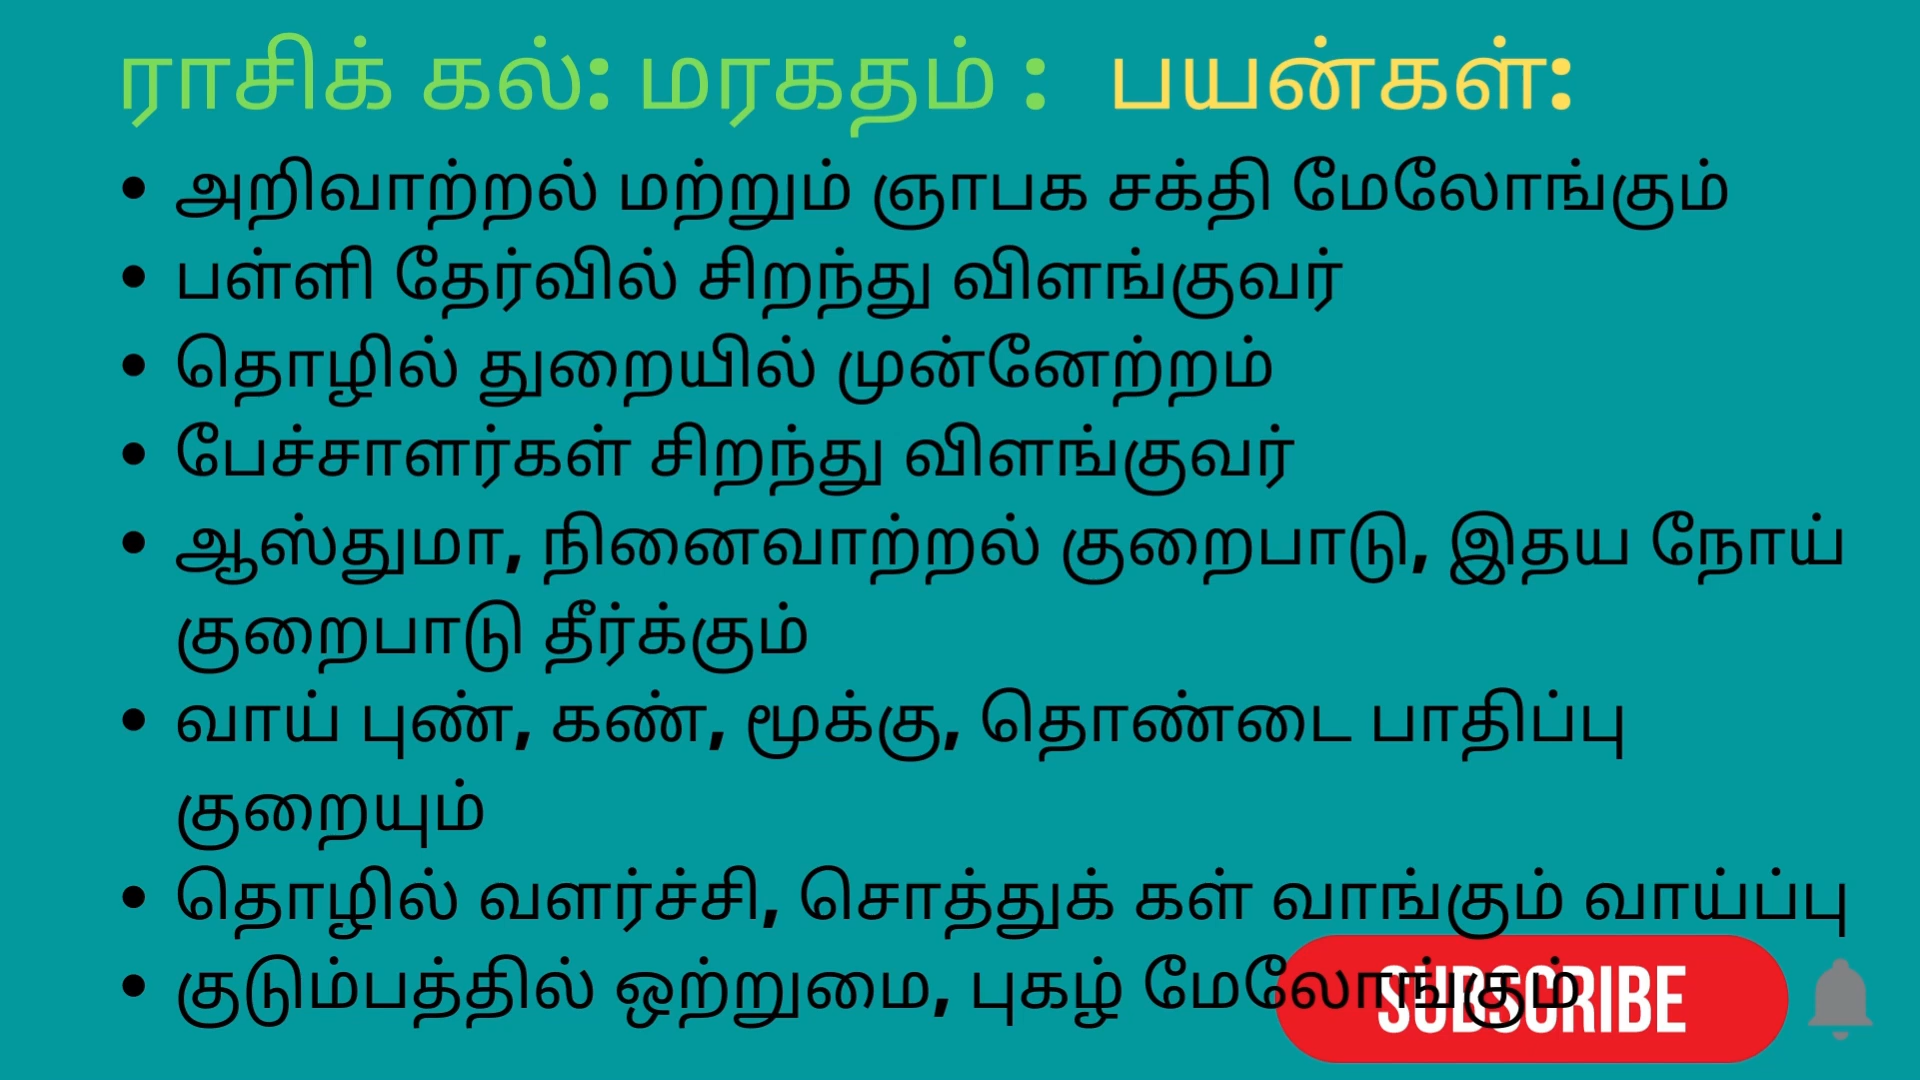 ராசிக் கல்: மரகதம் : பயன்கள்:
• அறிவாற்றல் மற்றும் ஞாபக சக்தி மேலோங்கும்
• பள்ளி தேர்வில் சிறந்து விளங்குவர்
• தொழில் துறையில் முன்னேற்றம்
• பேச்சாளர்கள் சிறந்து விளங்குவர்
• ஆஸ்துமா, நினைவாற்றல் குறைபாடு, இதய நோய்
குறைபாடு தீர்க்கும்
• வாய் புண், கண், மூக்கு, தொண்டை பாதிப்பு
குறையும்
• தொழில் வளர்ச்சி, சொத்துக் கள் வாங்கும் வாய்ப்பு
• குடும்பத்தில் ஒற்றுமை, புகழ் மேலோங்கும்
SUBSCRIBE